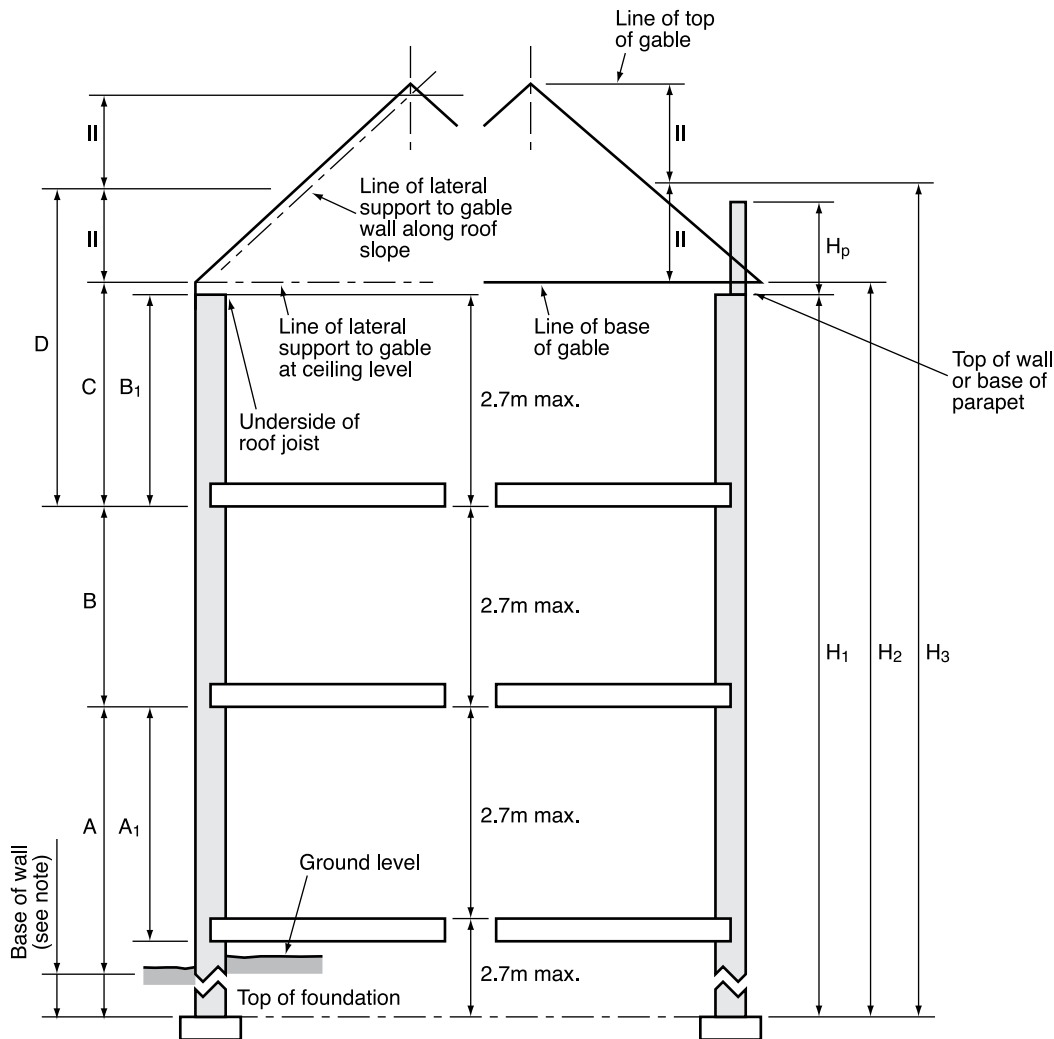 Line of top
of gable
II
II
Line of lateral
support to gable
wall along roof
slope
II
II
Hp
D
C
B1
Line of lateral
support to gable
at ceiling level
Line of base
of gable
Top of wall
or base of
parapet
2.7m max.
Underside of
roof joist
B
2.7m max.
H1
H2
H3
A
A1
2.7m max.
Base of wall
(see note)
Ground level
2.7m max.
Top of foundation